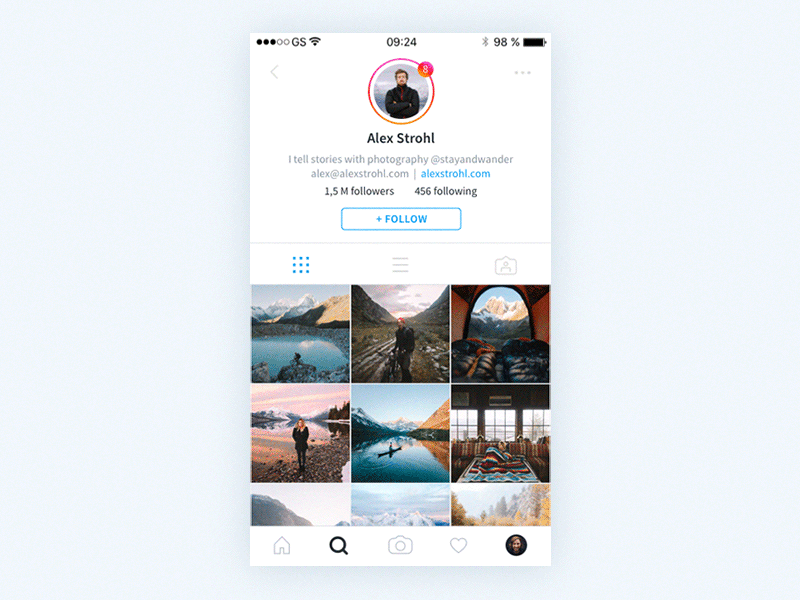 GS 09:24 98 %
8
Alex Strohl
I tell stories with photography @stayandwander
alex@alexstrohl.com | alexstrohl.com
1,5 M followers 456 following
+ FOLLOW